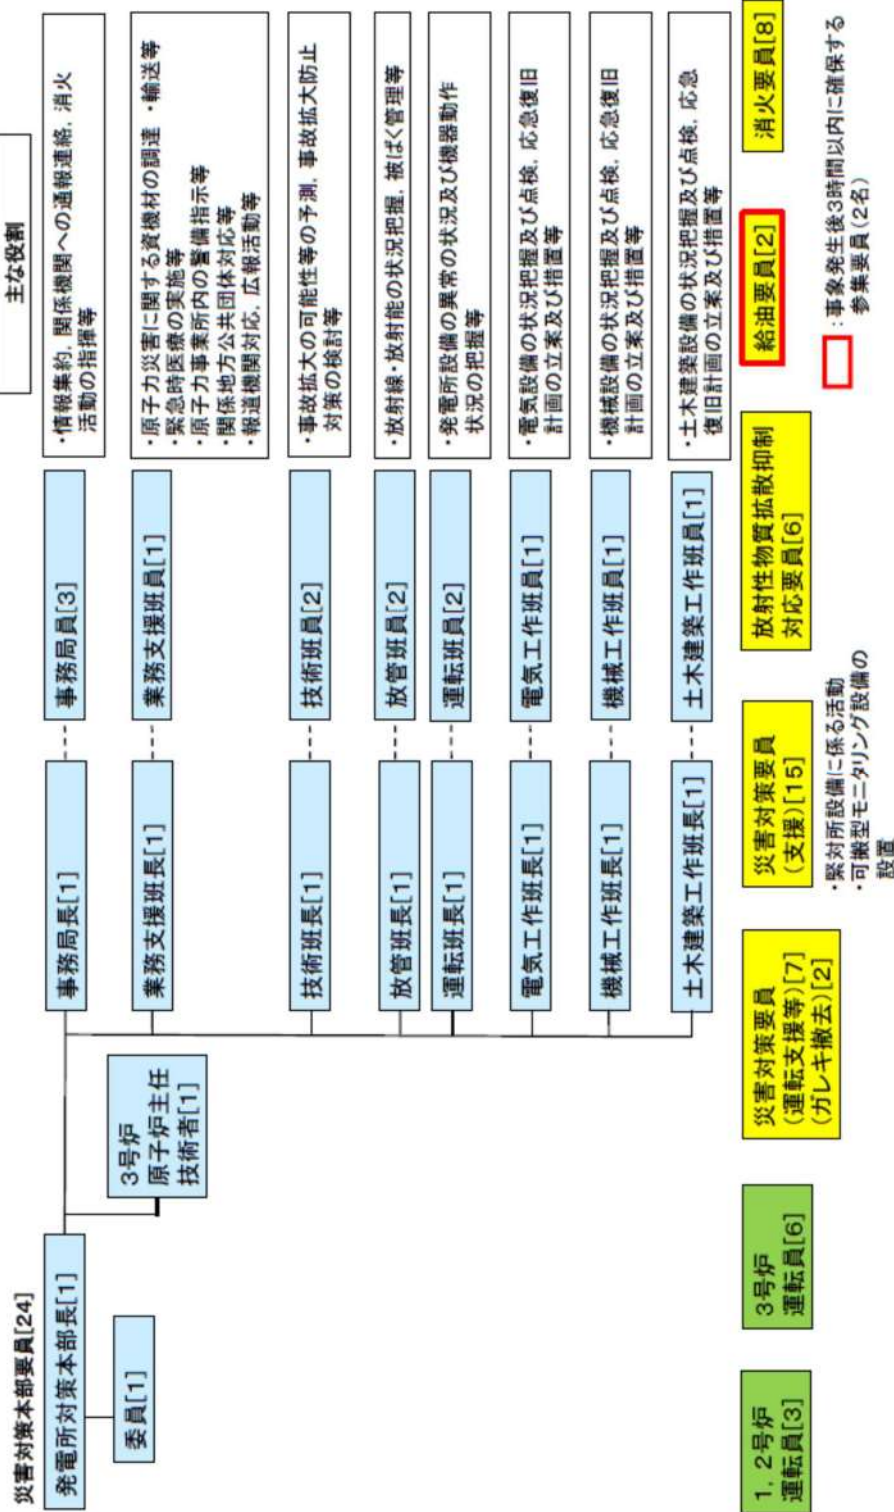 災害対策本部要員[24]
発電所対策本部長[1]
委員[1]
3号炉
原子炉主任
技術者[1]
主な役割
事務局長[1]
事務局員[3]
・情報集約，関係機関への通報連絡，消火
活動の指揮等
業務支援班長[1]
業務支援班員[1]
・原子力災害に関する資機材の調達・輸送等
・緊急時医療の実施等
・原子力事業所内の警備指示等
・関係地方公共団体対応等
・報道機関対応，広報活動等
技術班長[1]
技術班員[2]
・事故拡大の可能性等の予測，事故拡大防止
対策の検討等
放管班長[1]
放管班員[2]
・放射線・放射能の状況把握，被ばく管理等
運転班長[1]
運転班員[2]
・発電所設備の異常の状況及び機器動作
状況の把握等
電気工作班長[1]
電気工作班員[1]
・電気設備の状況把握及び点検，応急復旧
計画の立案及び措置等
機械工作班長[1]
機械工作班員[1]
・機械設備の状況把握及び点検，応急復旧
計画の立案及び措置等
土木建築工作班長[1]
土木建築工作班員[1]
・土木建築設備の状況把握及び点検，応急
復旧計画の立案及び措置等
1，2号炉
運転員[3]
3号炉
運転員[6]
災害対策要員
(運転支援等)[7]
(ガレキ撤去)[2]
災害対策要員
(支援)[15]
・緊対所設備に係る活動
・可搬型モニタリング設備の
設置
放射性物質拡散抑制
対応要員[6]
給油要員[2]
消火要員[8]
：事象発生後3時間以内に確保する
参集要員(2名)